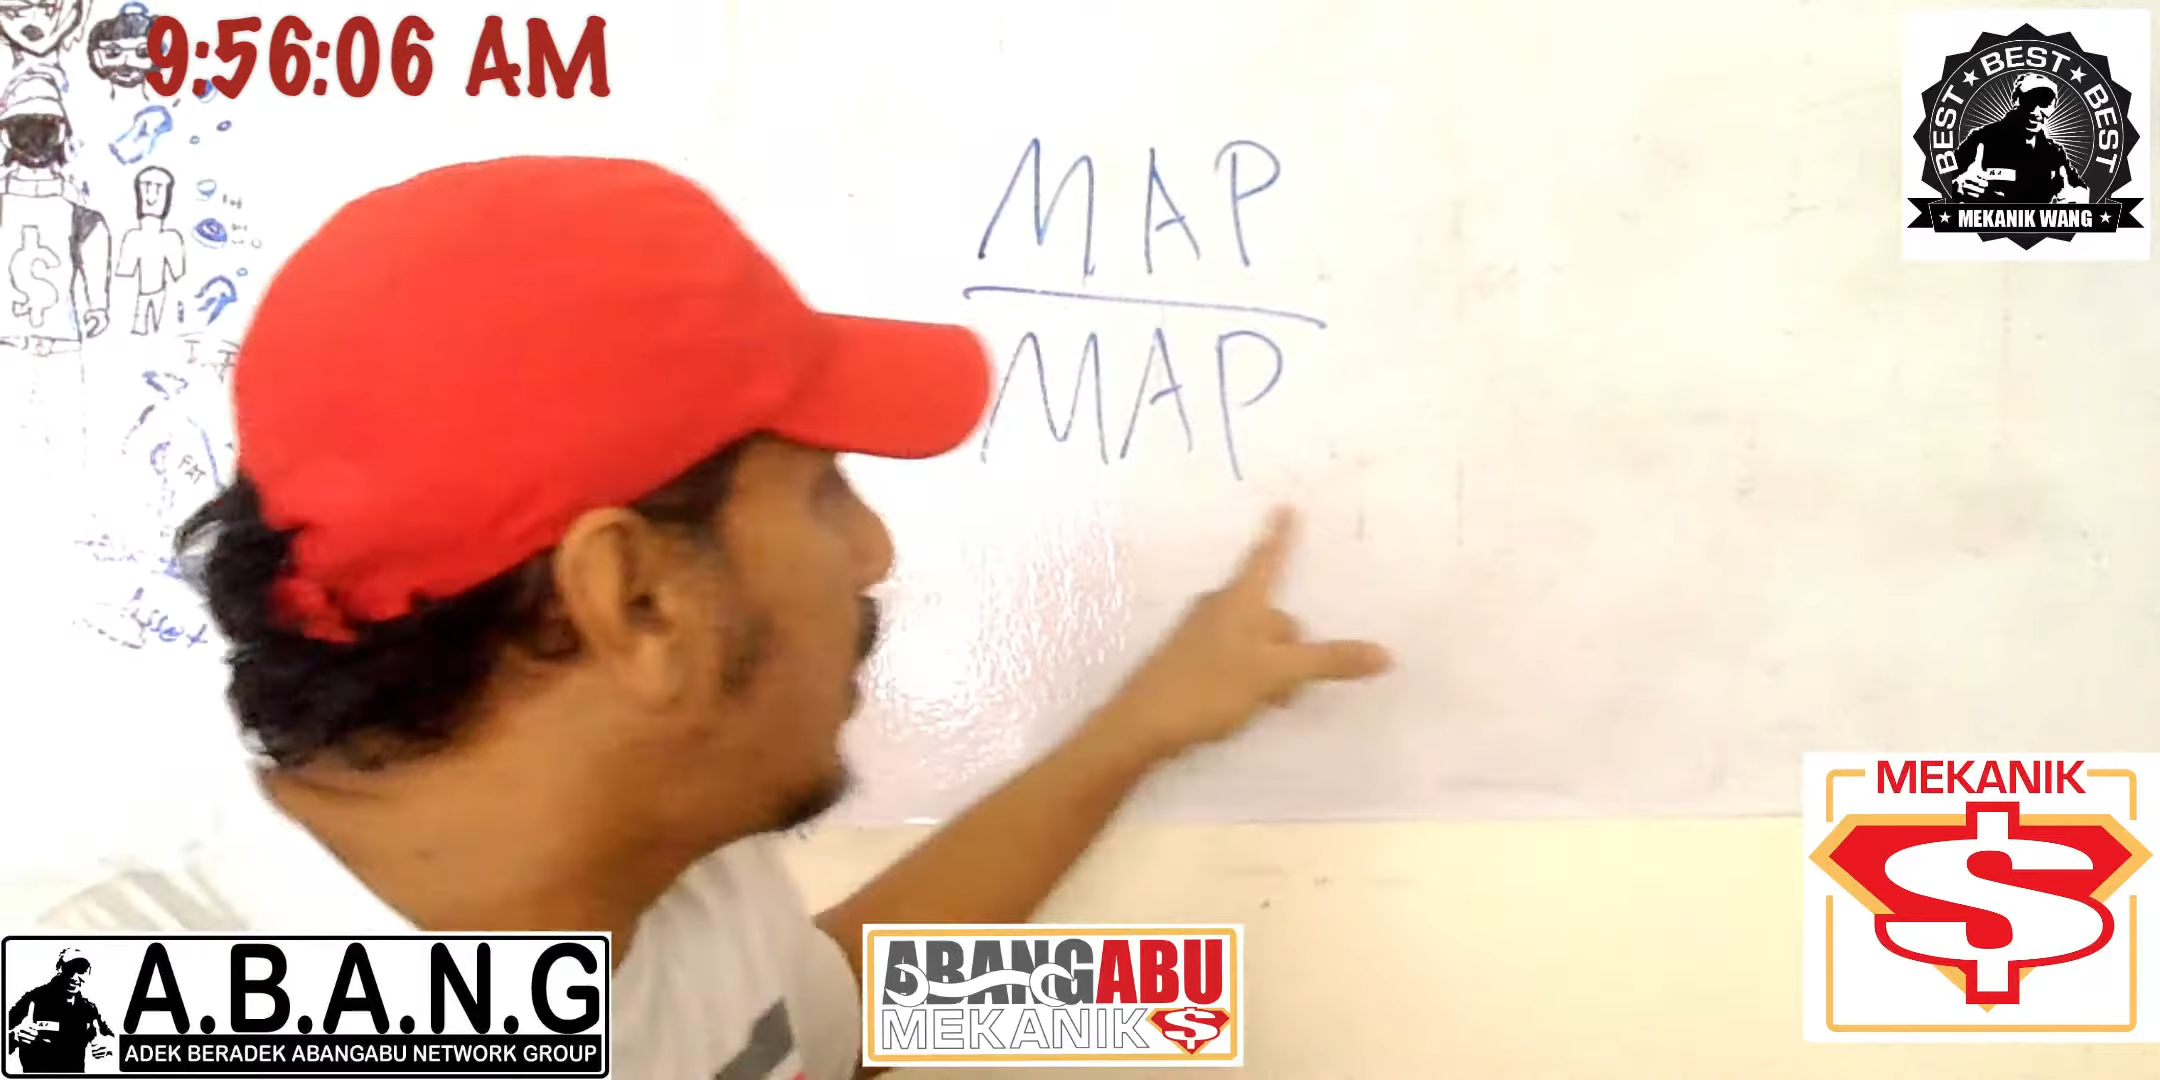 9:56:06 AM
BEST BEST BEST
MEKANIK WANG
MAP
MAP
Asset
MEKANIK
$
$
A.B.A.N.G
ADEK BERADEK ABANGABU NETWORK GROUP
ABANGABU
MEKANIK $